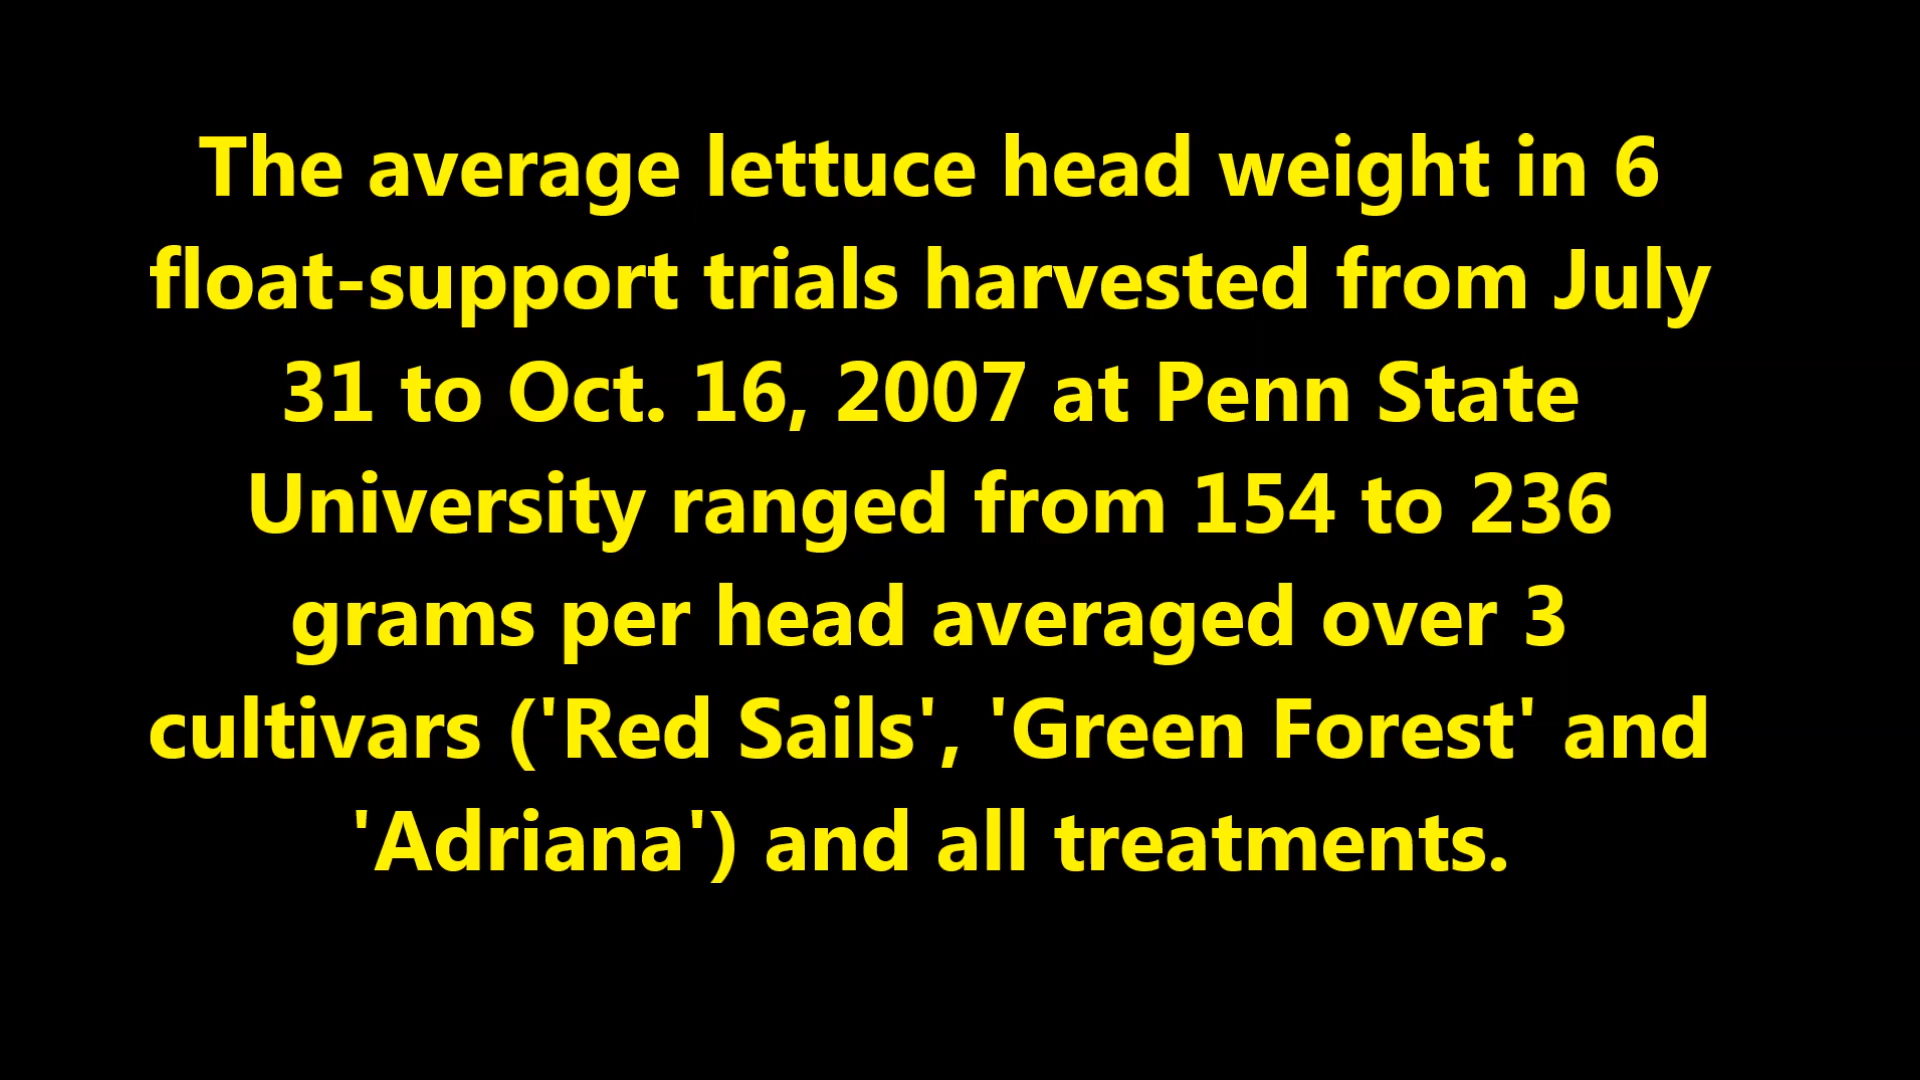 The average lettuce head weight in 6
float-support trials harvested from July
31 to Oct. 16, 2007 at Penn State
University ranged from 154 to 236
grams per head averaged over 3
cultivars ('Red Sails', 'Green Forest' and
'Adriana') and all treatments.